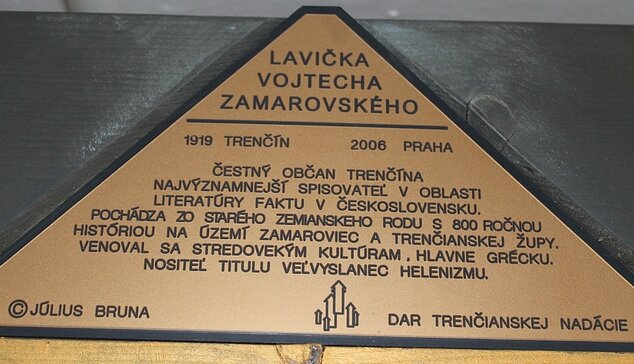 LAVIČKA
VOJTECHA
ZAMAROVSKÉHO
1919 TRENČÍN 2006 PRAHA
ČESTNÝ OBČAN TRENČÍNA
NAJVÝZNAMNEJŠÍ SPISOVATEĽ V OBLASTI
LITERATÚRY FAKTU V ČESKOSLOVENSKU.
POCHÁDZA ZO STARÉHO ZEMIANSKEHO RODU S 800 ROČNOU
HISTÓRIOU NA ÚZEMÍ ZAMAROVIEC A TRENČIANSKEJ ŽUPY.
VENOVAL SA STREDOVEKÝM KULTÚRAM , HLAVNE GRÉCKU.
NOSITEĽ TITULU VEĽVYSLANEC HELENIZMU.
© JÚLIUS BRUNA DAR TRENČIANSKEJ NADÁCIE